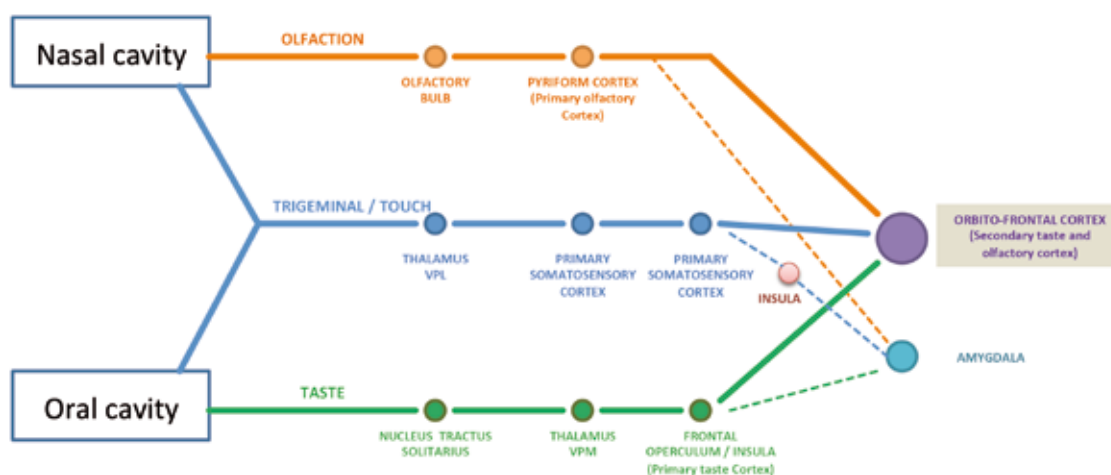 Nasal cavity
OLFACTION
OLFACTORY
BULB
PYRIFORM CORTEX
(Primary olfactory
Cortex)
TRIGEMINAL / TOUCH
THALAMUS
VPL
PRIMARY
SOMATOSENSORY
CORTEX
PRIMARY
SOMATOSENSORY
CORTEX
INSULA
ORBITO-FRONTAL CORTEX
(Secondary taste and
olfactory cortex)
AMYGDALA
Oral cavity
TASTE
NUCLEUS TRACTUS
SOLITARIUS
THALAMUS
VPM
FRONTAL
OPERCULUM / INSULA
(Primary taste Cortex)